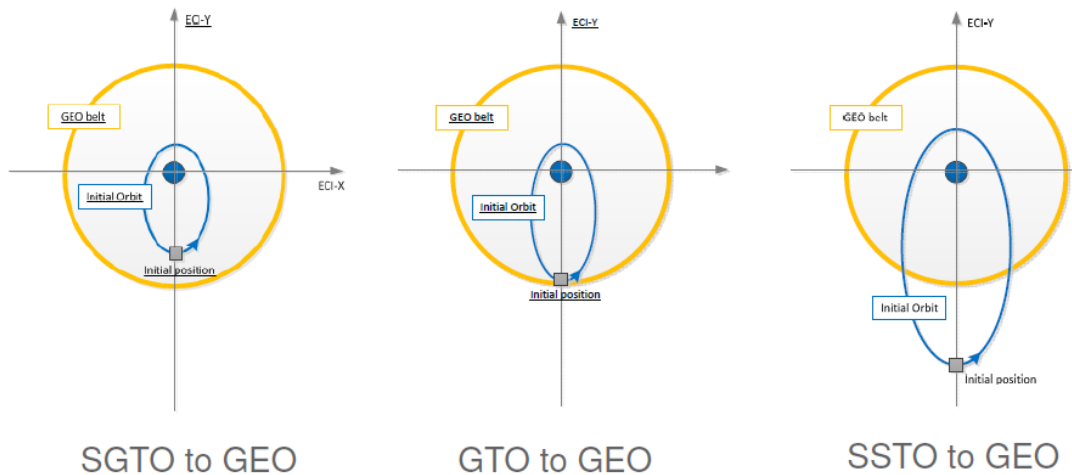 ECI-Y
GEO belt
ECI-X
Initial Orbit
Initial position
SGTO to GEO
ECI-Y
GEO belt
Initial Orbit
Initial position
GTO to GEO
ECI-Y
GEO belt
Initial Orbit
Initial position
SSTO to GEO